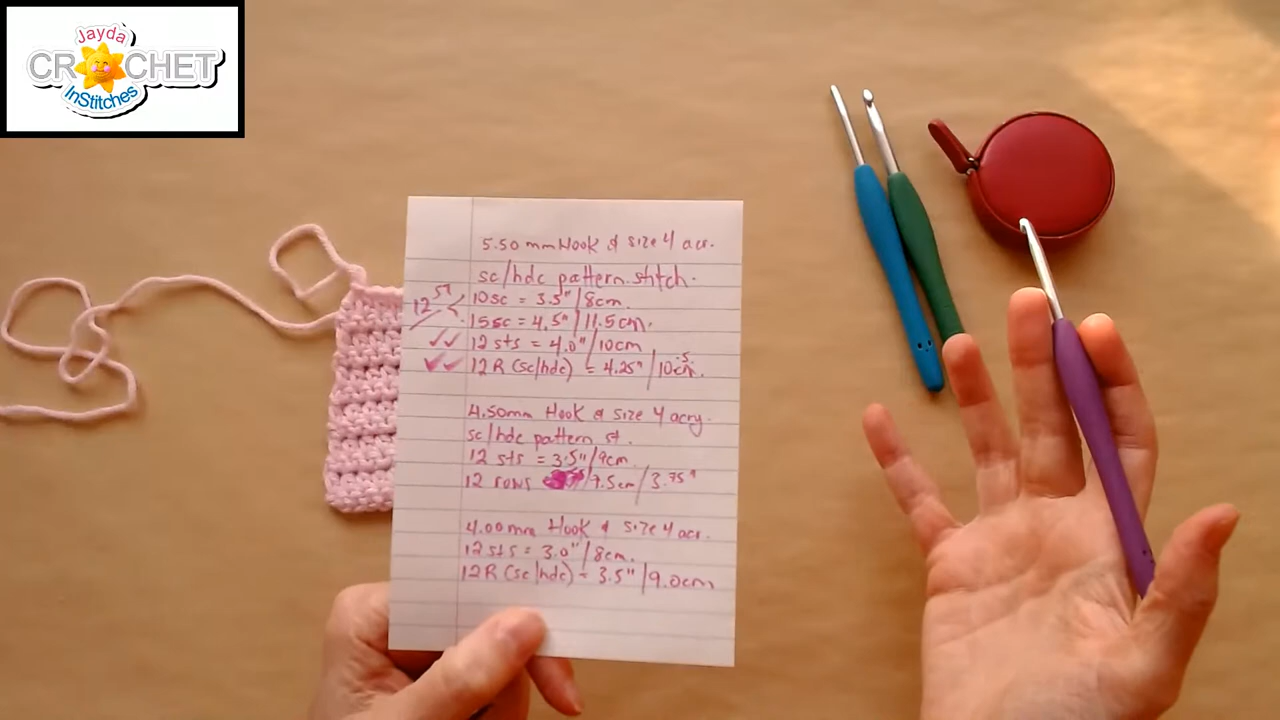 Jayda
CROCHET
InStitches
5.50 mm Hook & size 4 acr.
sc/hdc pattern stitch.
12 st
10sc = 3.5" / 8cm.
15sc = 4.5" / 11.5cm.
✓✓ 12 sts = 4.0" / 10cm
✓✓ 12R (sc/hdc) = 4.25" / 10.5cm.
4.50mm Hook & size 4 acry.
sc/hdc pattern st.
12 sts = 3.5" / 9cm.
12 rows / 9.5cm / 3.75"
4.00mm Hook & size 4 acr.
12 sts = 3.0" / 8cm.
12R (sc/hdc) = 3.5" / 9.0cm